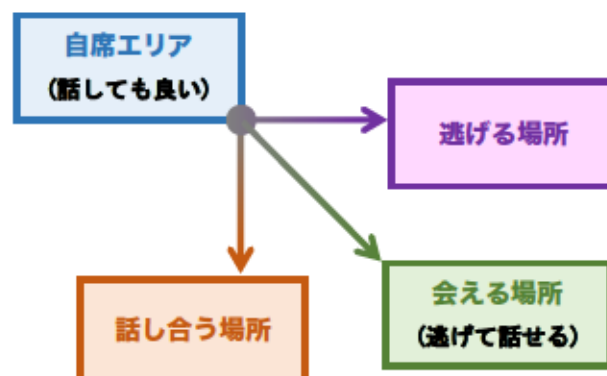 自席エリア
(話しても良い)
逃げる場所
会える場所
(逃げて話せる)
話し合う場所